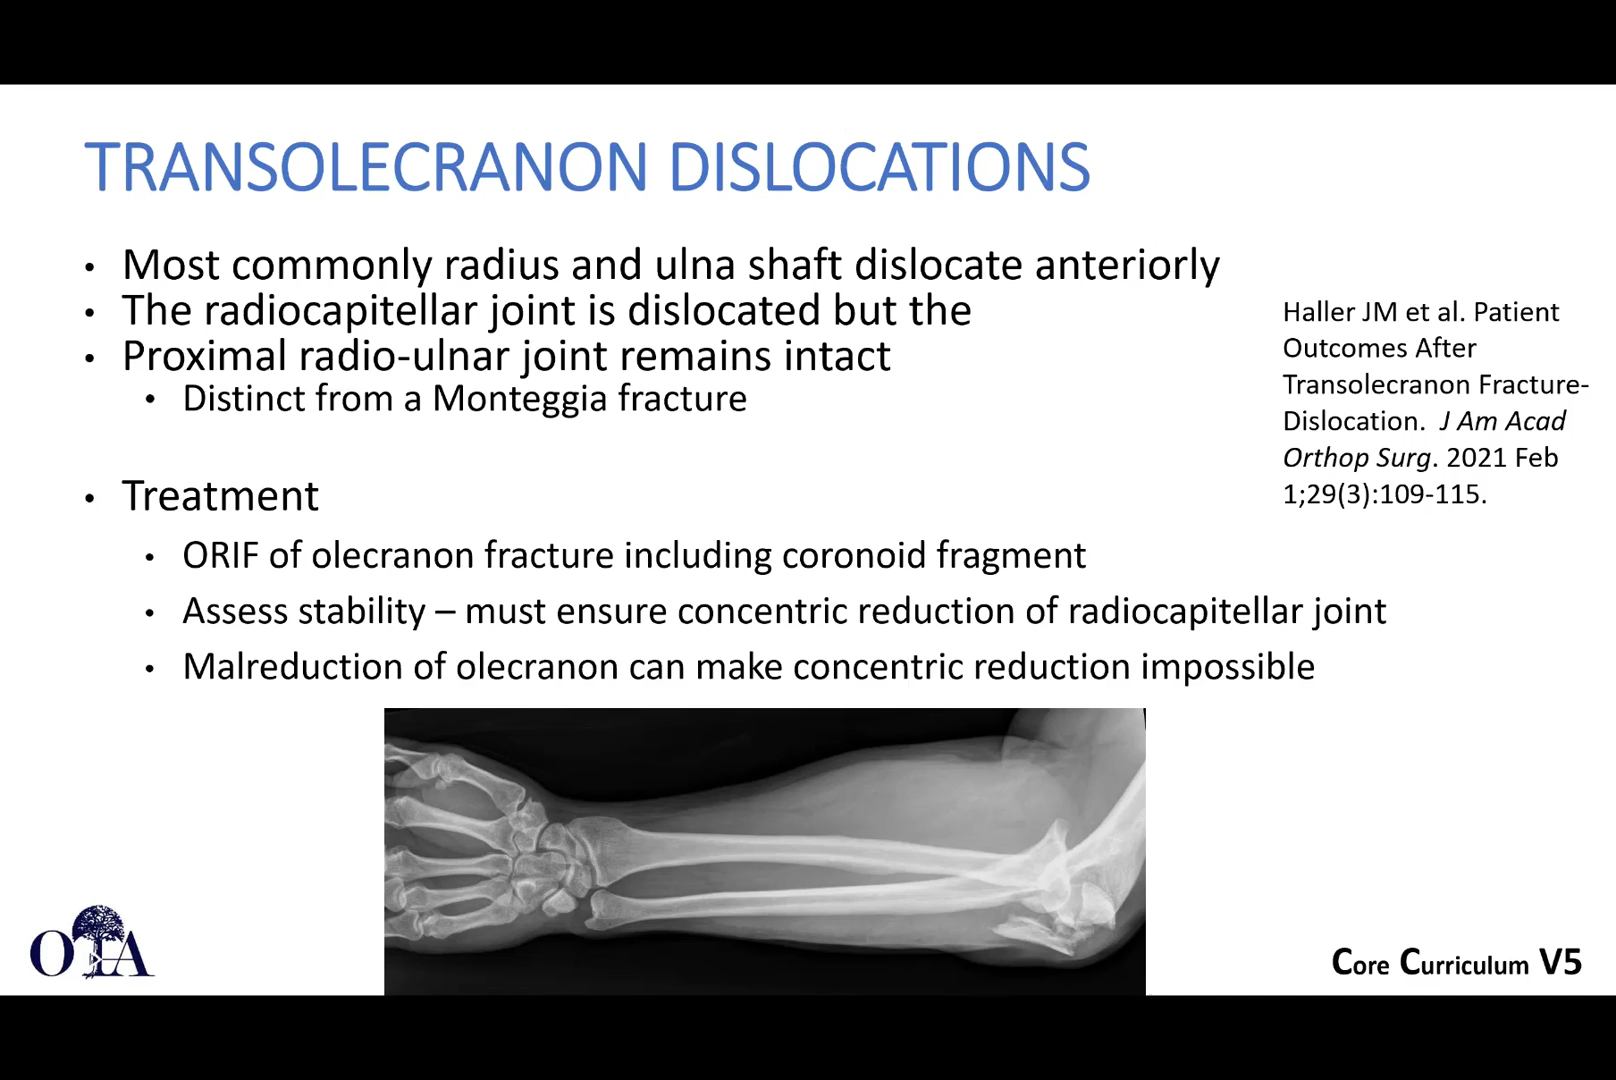 TRANSOLECRANON DISLOCATIONS
• Most commonly radius and ulna shaft dislocate anteriorly
• The radiocapitellar joint is dislocated but the
• Proximal radio-ulnar joint remains intact
• Distinct from a Monteggia fracture
• Treatment
• ORIF of olecranon fracture including coronoid fragment
• Assess stability – must ensure concentric reduction of radiocapitellar joint
• Malreduction of olecranon can make concentric reduction impossible
Haller JM et al. Patient
Outcomes After
Transolecranon Fracture-
Dislocation. J Am Acad
Orthop Surg. 2021 Feb
1;29(3):109-115.
OTA
Core Curriculum V5